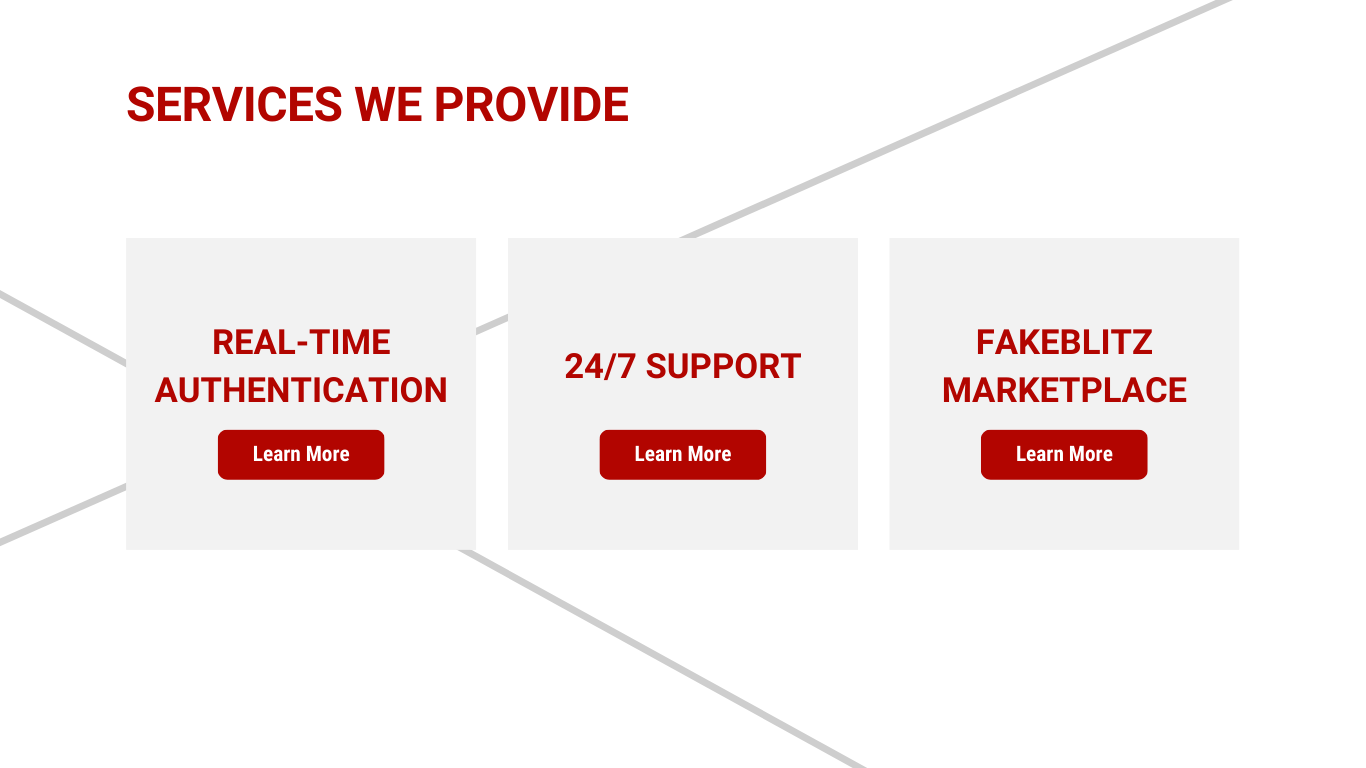 SERVICES WE PROVIDE
REAL-TIME
AUTHENTICATION
Learn More
24/7 SUPPORT
Learn More
FAKEBLITZ
MARKETPLACE
Learn More